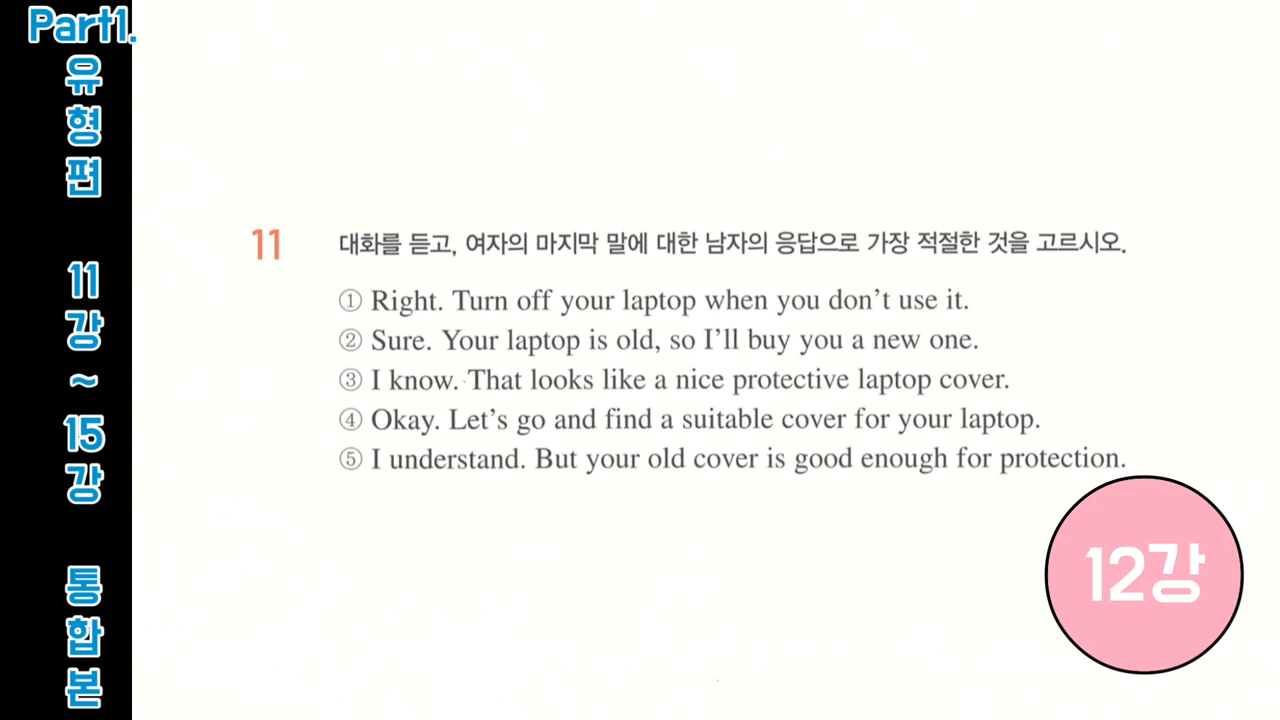 Part1.
유
형
편
11
강
~
15
강
통
합
본
11 대화를 듣고, 여자의 마지막 말에 대한 남자의 응답으로 가장 적절한 것을 고르시오.
① Right. Turn off your laptop when you don't use it.
② Sure. Your laptop is old, so I'll buy you a new one.
③ I know. That looks like a nice protective laptop cover.
④ Okay. Let's go and find a suitable cover for your laptop.
⑤ I understand. But your old cover is good enough for protection.
12강